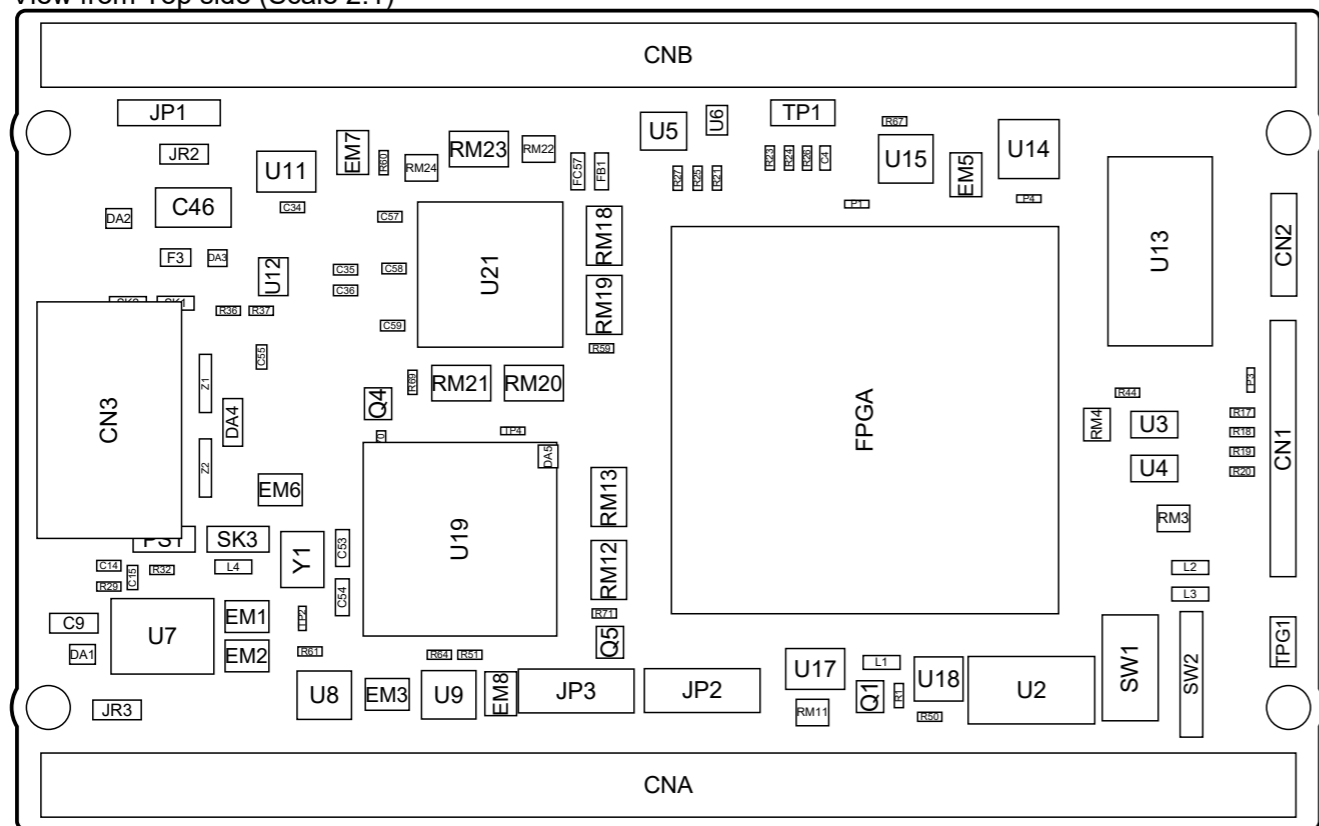 View from Top side (Scale 2:1)
CNB
JP1
TP1
U6
R67
U5
EM7
RM23
RM22
U15
U14
JR2
R60
RM24
U11
FC57
FB1
R27
R25
R21
R23
R24
R26
C4
EM5
P4
P1
C46
C34
DA2
C57
RM18
U13
CN2
F3
DA3
U12
C35
C58
U21
C36
RM19
SK1
R36
R37
C59
C55
R59
FPGA
CN3
Z1
DA4
R69
RM21
RM20
Q4
TP4
DA5
R44
RM4
U3
U4
P3
R17
R18
R19
R20
CN1
Z2
EM6
RM13
RM3
PS1
SK3
Y1
C53
U19
C14
C15
R32
L4
R29
C54
RM12
L2
L3
C9
U7
EM1
EM2
DA1
TP2
R61
R71
Q5
R64
R51
JR3
U8
EM3
U9
EM8
JP3
JP2
U17
RM11
L1
Q1
R1
U18
R50
U2
SW1
SW2
TPG1
CNA